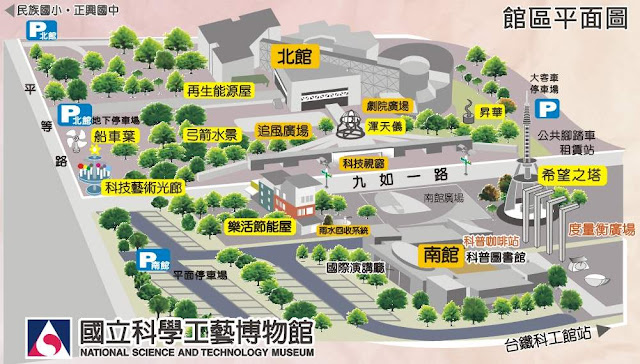 民族國小・正興國中
館區平面圖
P
北館
北館
大客車
停車場
P
再生能源屋
劇院廣場
昇華
平等路
P
北館
地下停車場
船車葉
弓箭水景
追風廣場
渾天儀
公共腳踏車
租賃站
科技視廊
希望之塔
科技藝術光廊
九如一路
南館廣場
樂活節能屋
雨水回收系統
度量衡廣場
科普咖啡站
南館
科普圖書館
P
南館
平面停車場
國際演講廳
國立科學工藝博物館
NATIONAL SCIENCE AND TECHNOLOGY MUSEUM
台鐵科工館站